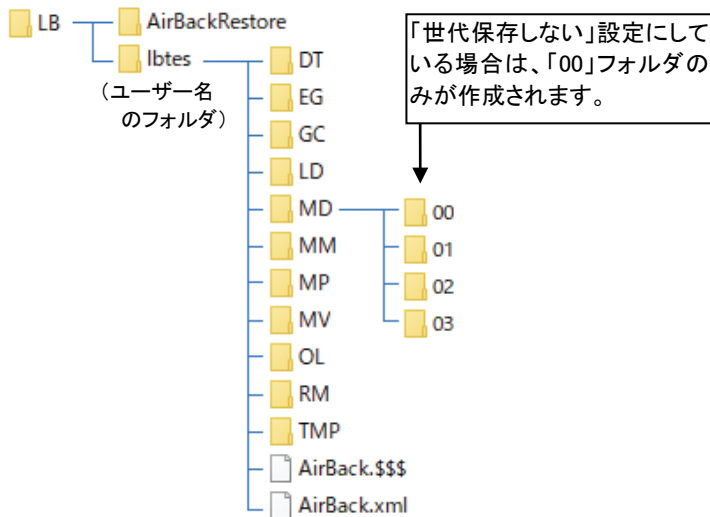 LB
AirBackRestore
lbtes
（ユーザー名
のフォルダ）
DT
EG
GC
LD
MD
MM
MP
MV
OL
RM
TMP
AirBack.$$$
AirBack.xml
「世代保存しない」設定にして
いる場合は、「00」フォルダの
みが作成されます。
00
01
02
03